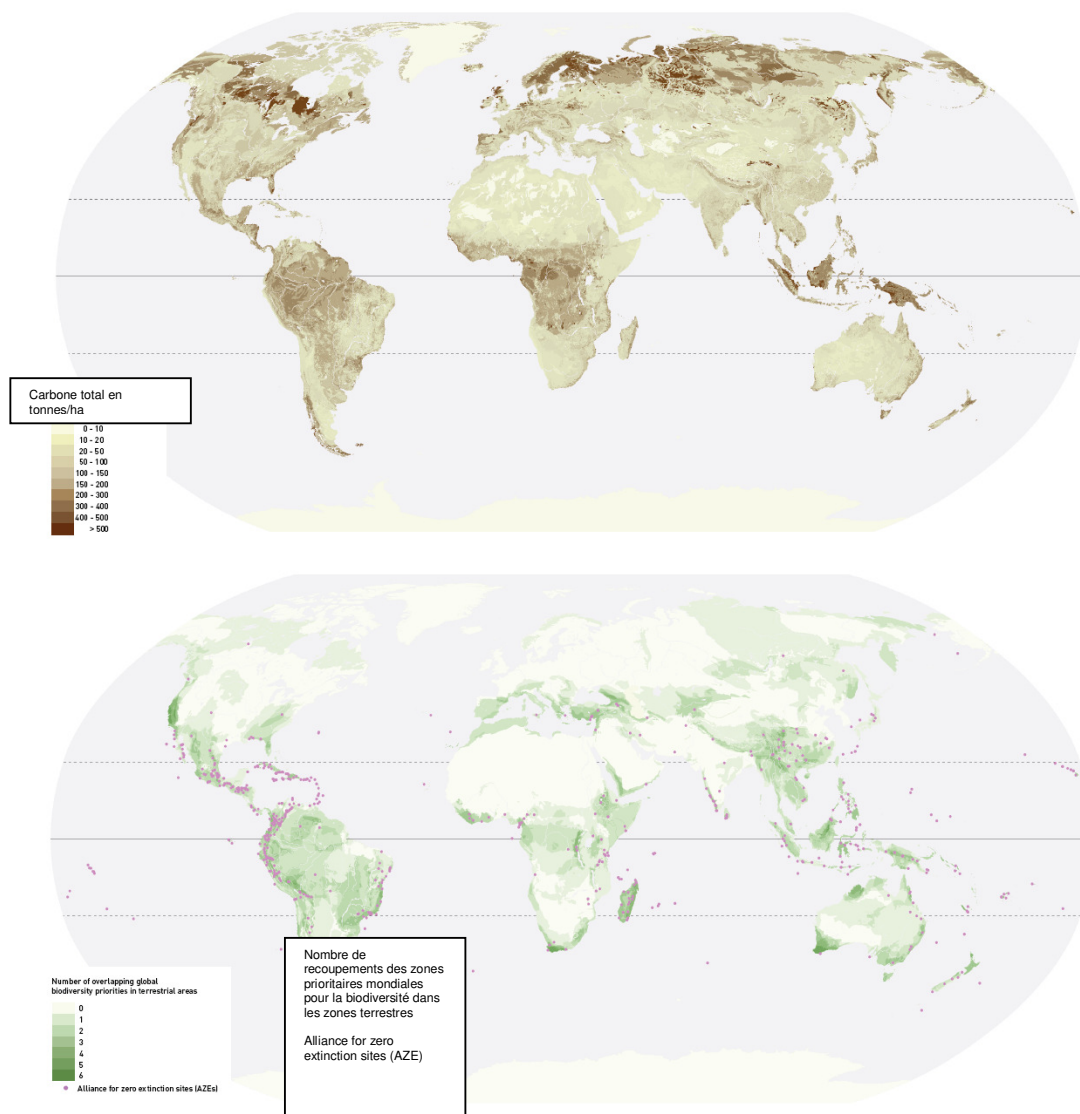 Carbone total en
tonnes/ha
0 - 10
10 - 20
20 - 50
50 - 100
100 - 150
150 - 200
200 - 300
300 - 400
400 - 500
> 500
Nombre de
recoupements des zones
prioritaires mondiales
pour la biodiversité dans
les zones terrestres
Alliance for zero
extinction sites (AZE)
Number of overlapping global
biodiversity priorities in terrestrial areas
0
1
2
3
4
5
6
Alliance for zero extinction sites (AZEs)